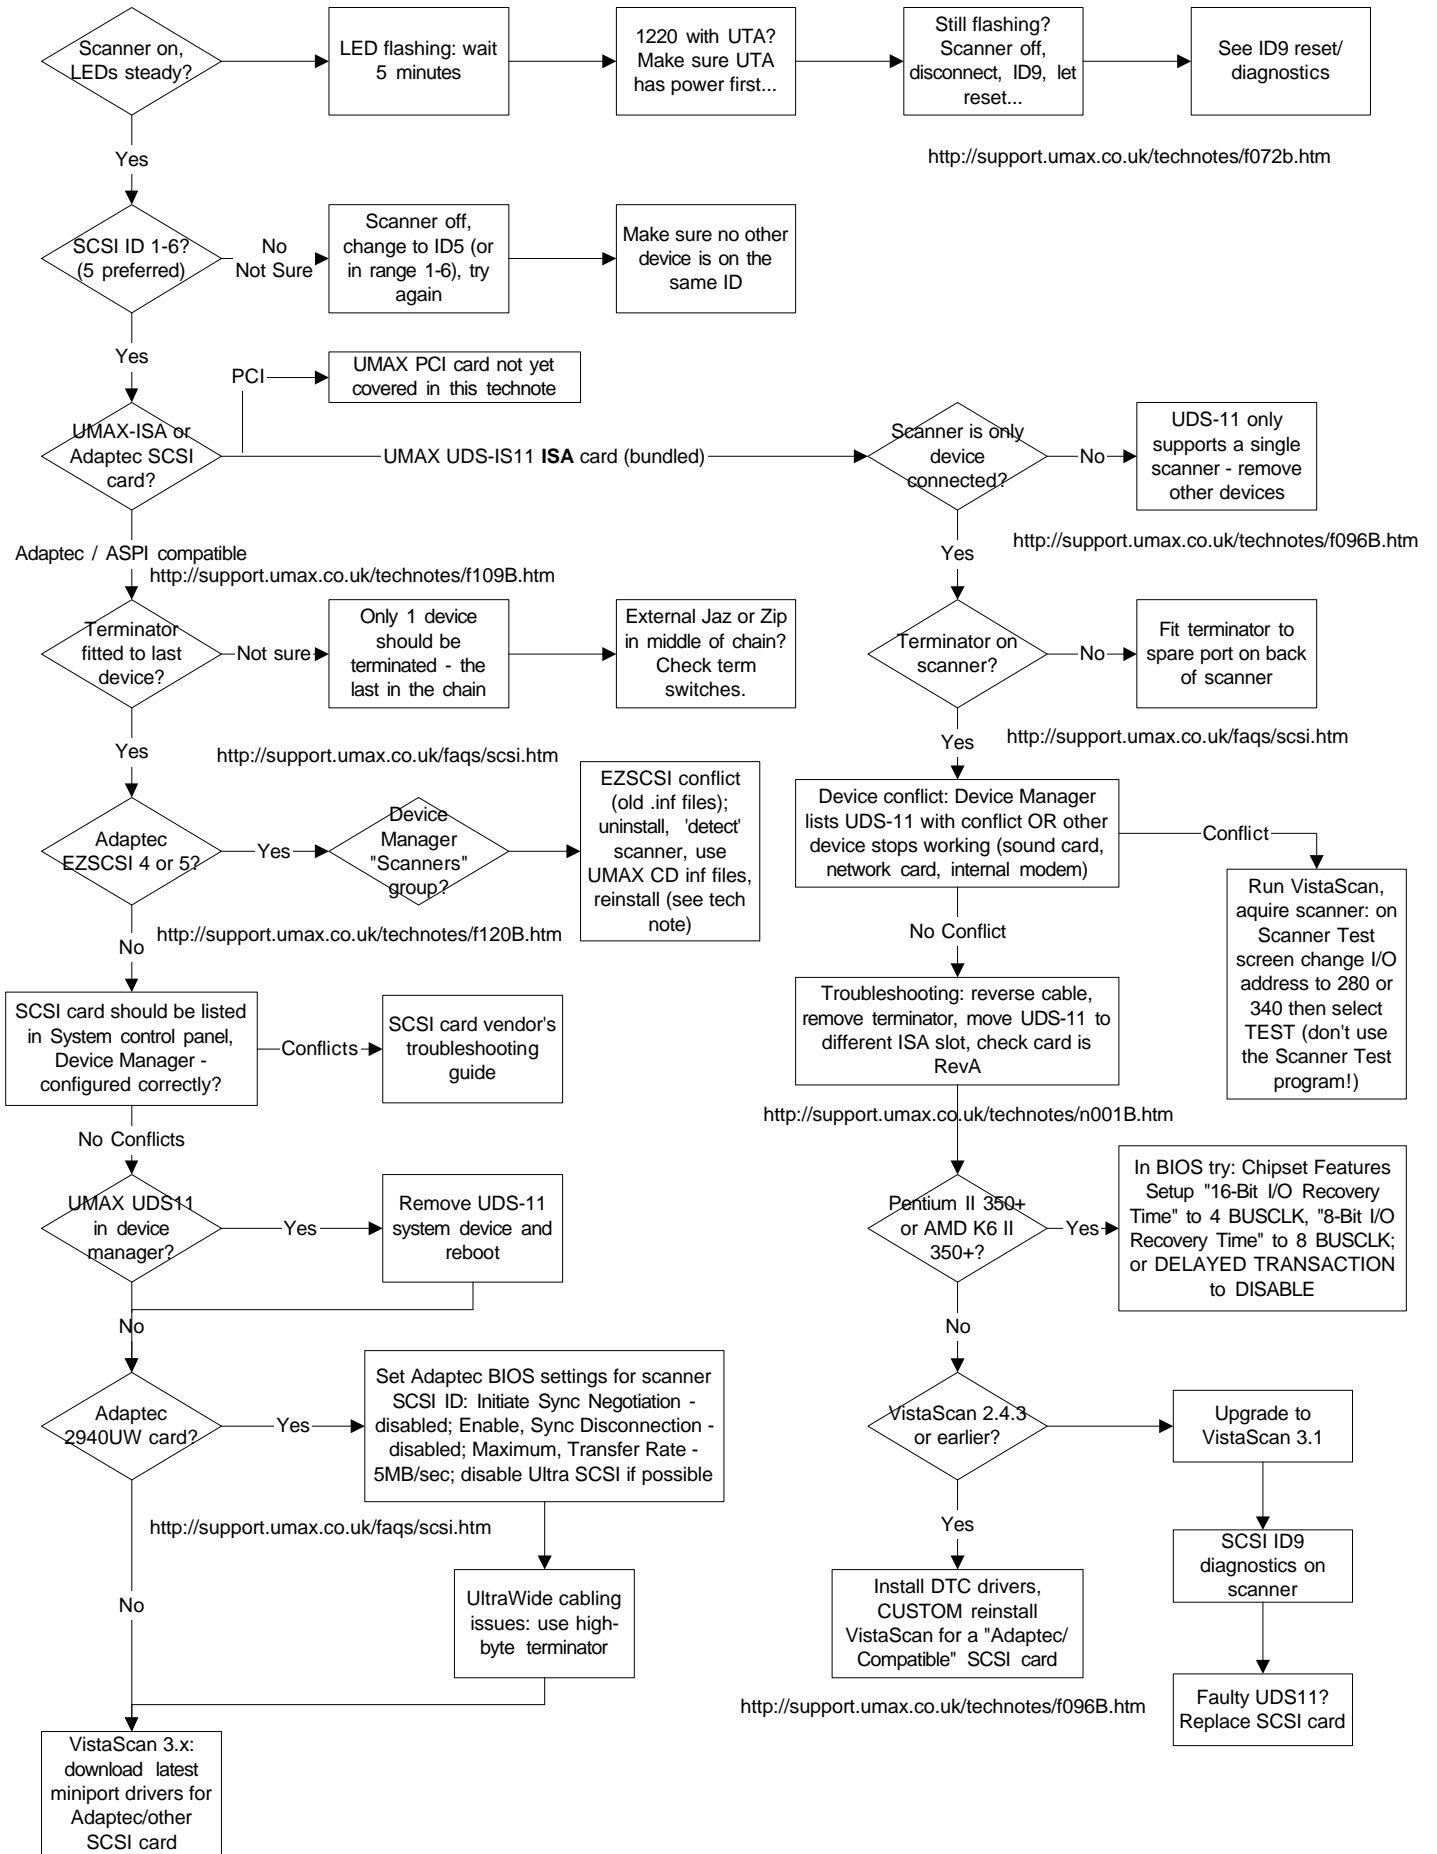 Scanner on,
LEDs steady?
LED flashing: wait
5 minutes
1220 with UTA?
Make sure UTA
has power first...
Still flashing?
Scanner off,
disconnect, ID9, let
reset...
See ID9 reset/
diagnostics
http://support.umax.co.uk/technotes/f072b.htm
Yes
SCSI ID 1-6?
(5 preferred)
No
Not Sure
Scanner off,
change to ID5 (or
in range 1-6), try
again
Make sure no other
device is on the
same ID
Yes
PCI
UMAX PCI card not yet
covered in this technote
UMAX-ISA or
Adaptec SCSI
card?
UMAX UDS-IS11 ISA card (bundled)
Scanner is only
device
connected?
No
UDS-11 only
supports a single
scanner - remove
other devices
http://support.umax.co.uk/technotes/f096B.htm
Yes
Adaptec / ASPI compatible
http://support.umax.co.uk/technotes/f109B.htm
Terminator
fitted to last
device?
Not sure
Only 1 device
should be
terminated - the
last in the chain
External Jaz or Zip
in middle of chain?
Check term
switches.
Terminator on
scanner?
No
Fit terminator to
spare port on back
of scanner
http://support.umax.co.uk/faqs/scsi.htm
Yes
Yes
http://support.umax.co.uk/faqs/scsi.htm
Adaptec
EZSCSI 4 or 5?
Yes
Device
Manager
"Scanners"
group?
EZSCSI conflict
(old .inf files);
uninstall, 'detect'
scanner, use
UMAX CD inf files,
reinstall (see tech
note)
Device conflict: Device Manager
lists UDS-11 with conflict OR other
device stops working (sound card,
network card, internal modem)
Conflict
Run VistaScan,
aquire scanner: on
Scanner Test
screen change I/O
address to 280 or
340 then select
TEST (don't use
the Scanner Test
program!)
http://support.umax.co.uk/technotes/f120B.htm
No
No Conflict
SCSI card should be listed
in System control panel,
Device Manager -
configured correctly?
Conflicts
SCSI card vendor's
troubleshooting
guide
Troubleshooting: reverse cable,
remove terminator, move UDS-11 to
different ISA slot, check card is
RevA
http://support.umax.co.uk/technotes/n001B.htm
No Conflicts
UMAX UDS11
in device
manager?
Yes
Remove UDS-11
system device and
reboot
Pentium II 350+
or AMD K6 II
350+?
Yes
In BIOS try: Chipset Features
Setup "16-Bit I/O Recovery
Time" to 4 BUSCLK, "8-Bit I/O
Recovery Time" to 8 BUSCLK;
or DELAYED TRANSACTION
to DISABLE
No
No
Adaptec
2940UW card?
Yes
Set Adaptec BIOS settings for scanner
SCSI ID: Initiate Sync Negotiation -
disabled; Enable, Sync Disconnection -
disabled; Maximum, Transfer Rate -
5MB/sec; disable Ultra SCSI if possible
VistaScan 2.4.3
or earlier?
Upgrade to
VistaScan 3.1
http://support.umax.co.uk/faqs/scsi.htm
Yes
SCSI ID9
diagnostics on
scanner
No
UltraWide cabling
issues: use high-
byte terminator
Install DTC drivers,
CUSTOM reinstall
VistaScan for a "Adaptec/
Compatible" SCSI card
http://support.umax.co.uk/technotes/f096B.htm
Faulty UDS11?
Replace SCSI card
VistaScan 3.x:
download latest
miniport drivers for
Adaptec/other
SCSI card